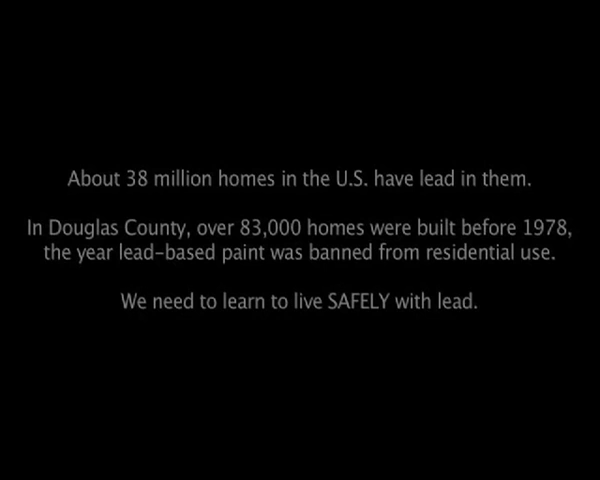 About 38 million homes in the U.S. have lead in them.
In Douglas County, over 83,000 homes were built before 1978,
the year lead-based paint was banned from residential use.
We need to learn to live SAFELY with lead.